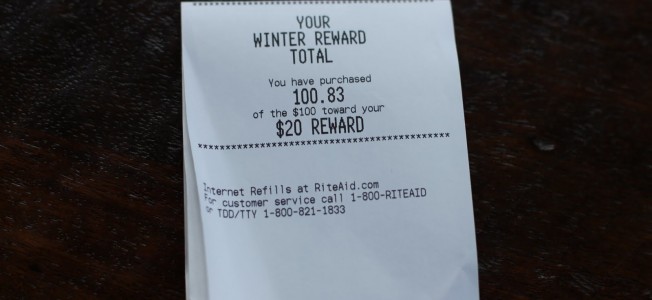 YOUR
WINTER REWARD
TOTAL
You have purchased
100.83
of the $100 toward your
$20 REWARD
Internet Refills at RiteAid.com
For customer service call 1-800-RITEAID
or TDD/TTY 1-800-821-1833